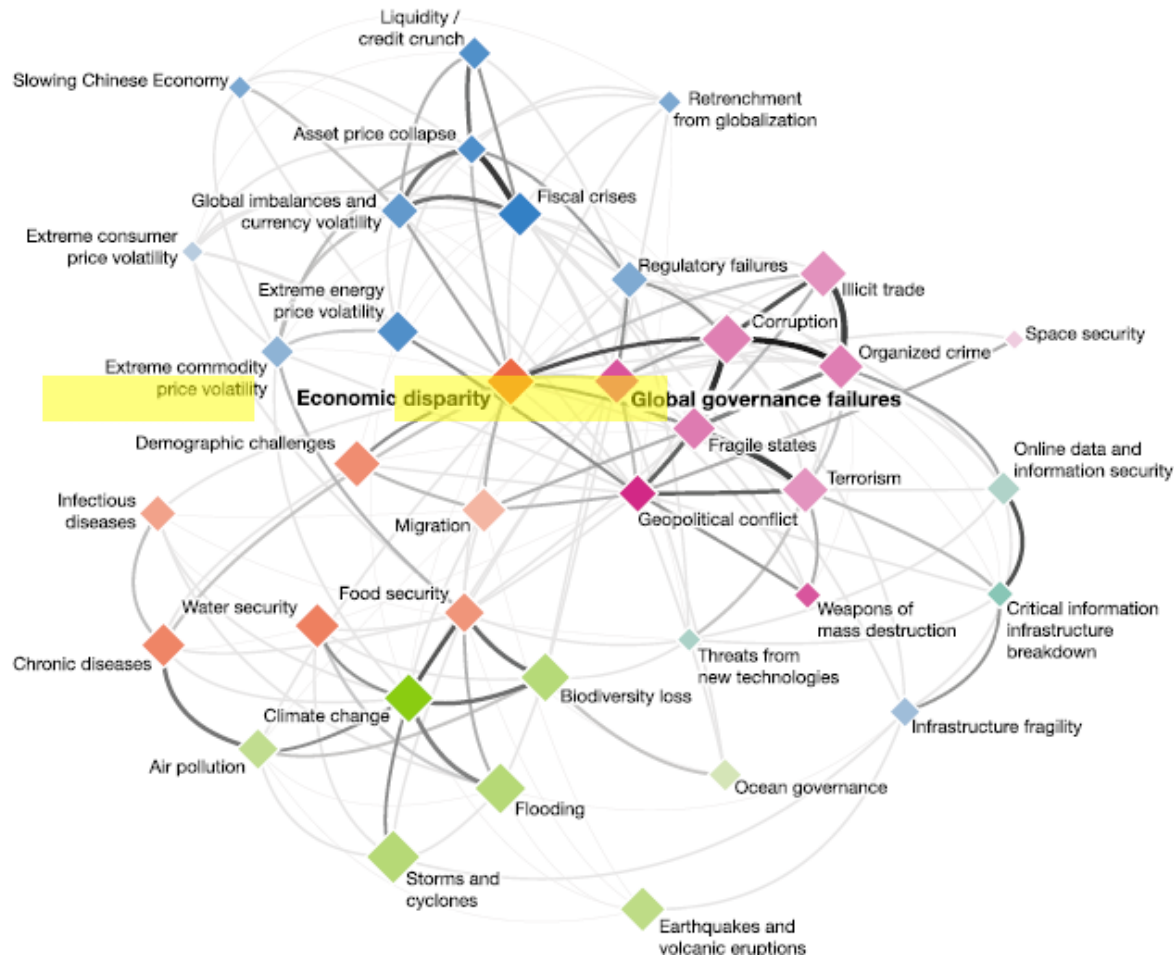 Liquidity /
credit crunch
Slowing Chinese Economy
Retrenchment
from globalization
Asset price collapse
Global imbalances and
currency volatility
Fiscal crises
Extreme consumer
price volatility
Regulatory failures
Extreme energy
price volatility
Illicit trade
Corruption
Space security
Organized crime
Extreme commodity
price volatility
Economic disparity
Global governance failures
Demographic challenges
Fragile states
Online data and
information security
Terrorism
Infectious
diseases
Migration
Geopolitical conflict
Food security
Water security
Weapons of
mass destruction
Critical information
infrastructure
breakdown
Chronic diseases
Threats from
new technologies
Biodiversity loss
Climate change
Infrastructure fragility
Air pollution
Ocean governance
Flooding
Storms and
cyclones
Earthquakes and
volcanic eruptions